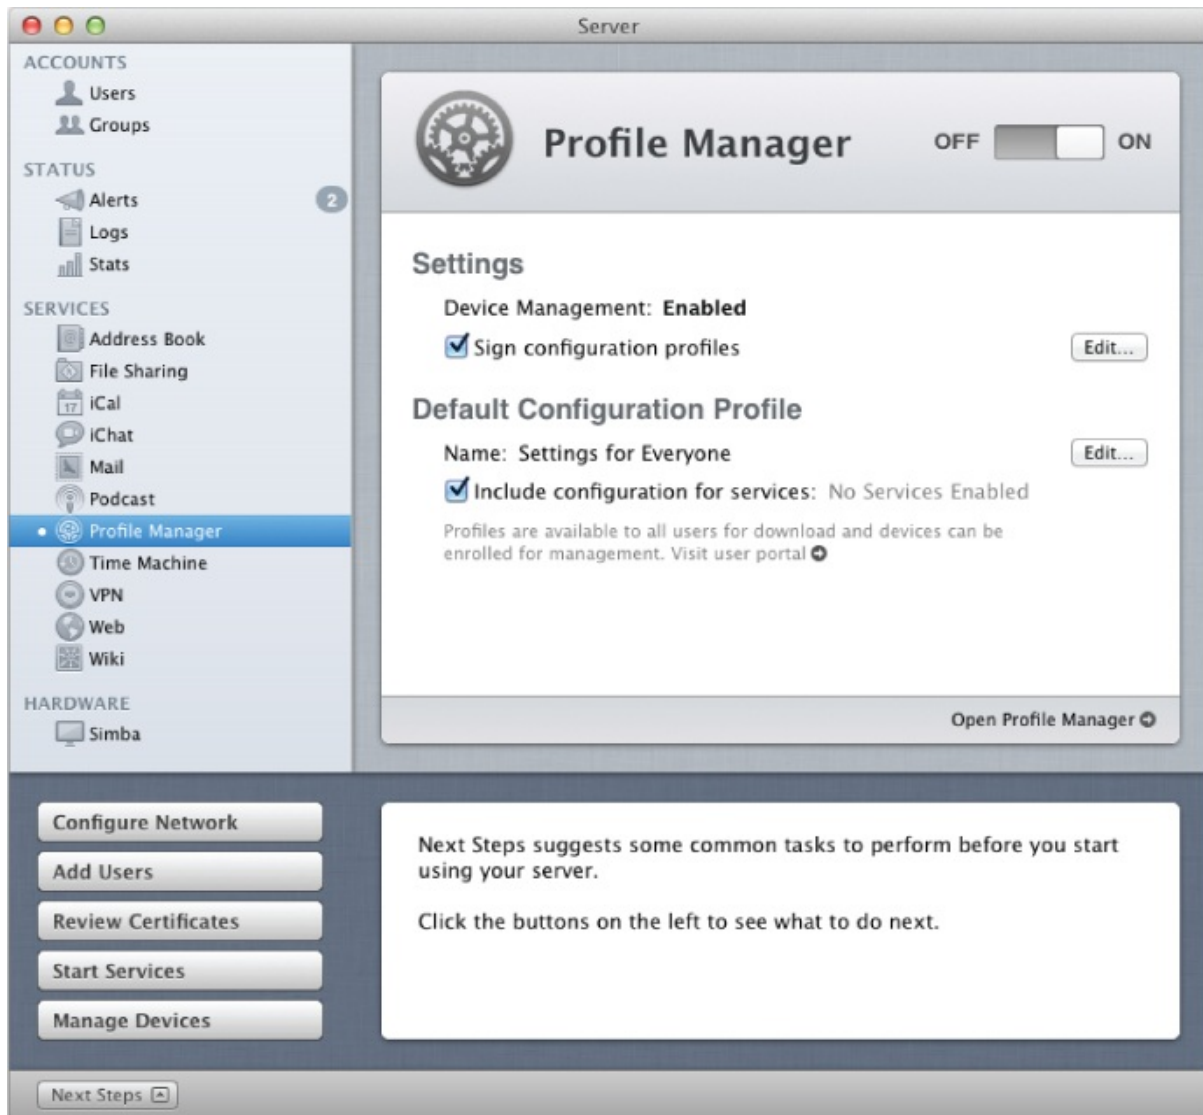 Server
ACCOUNTS
Users
Groups
STATUS
Alerts 2
Logs
Stats
SERVICES
Address Book
File Sharing
17 iCal
iChat
Mail
Podcast
Profile Manager
Time Machine
VPN
Web
Wiki
HARDWARE
Simba
Profile Manager OFF ON
Settings
Device Management: Enabled
Sign configuration profiles Edit...
Default Configuration Profile
Name: Settings for Everyone Edit...
Include configuration for services: No Services Enabled
Profiles are available to all users for download and devices can be
enrolled for management. Visit user portal
Open Profile Manager
Configure Network
Add Users
Review Certificates
Start Services
Manage Devices
Next Steps suggests some common tasks to perform before you start
using your server.
Click the buttons on the left to see what to do next.
Next Steps